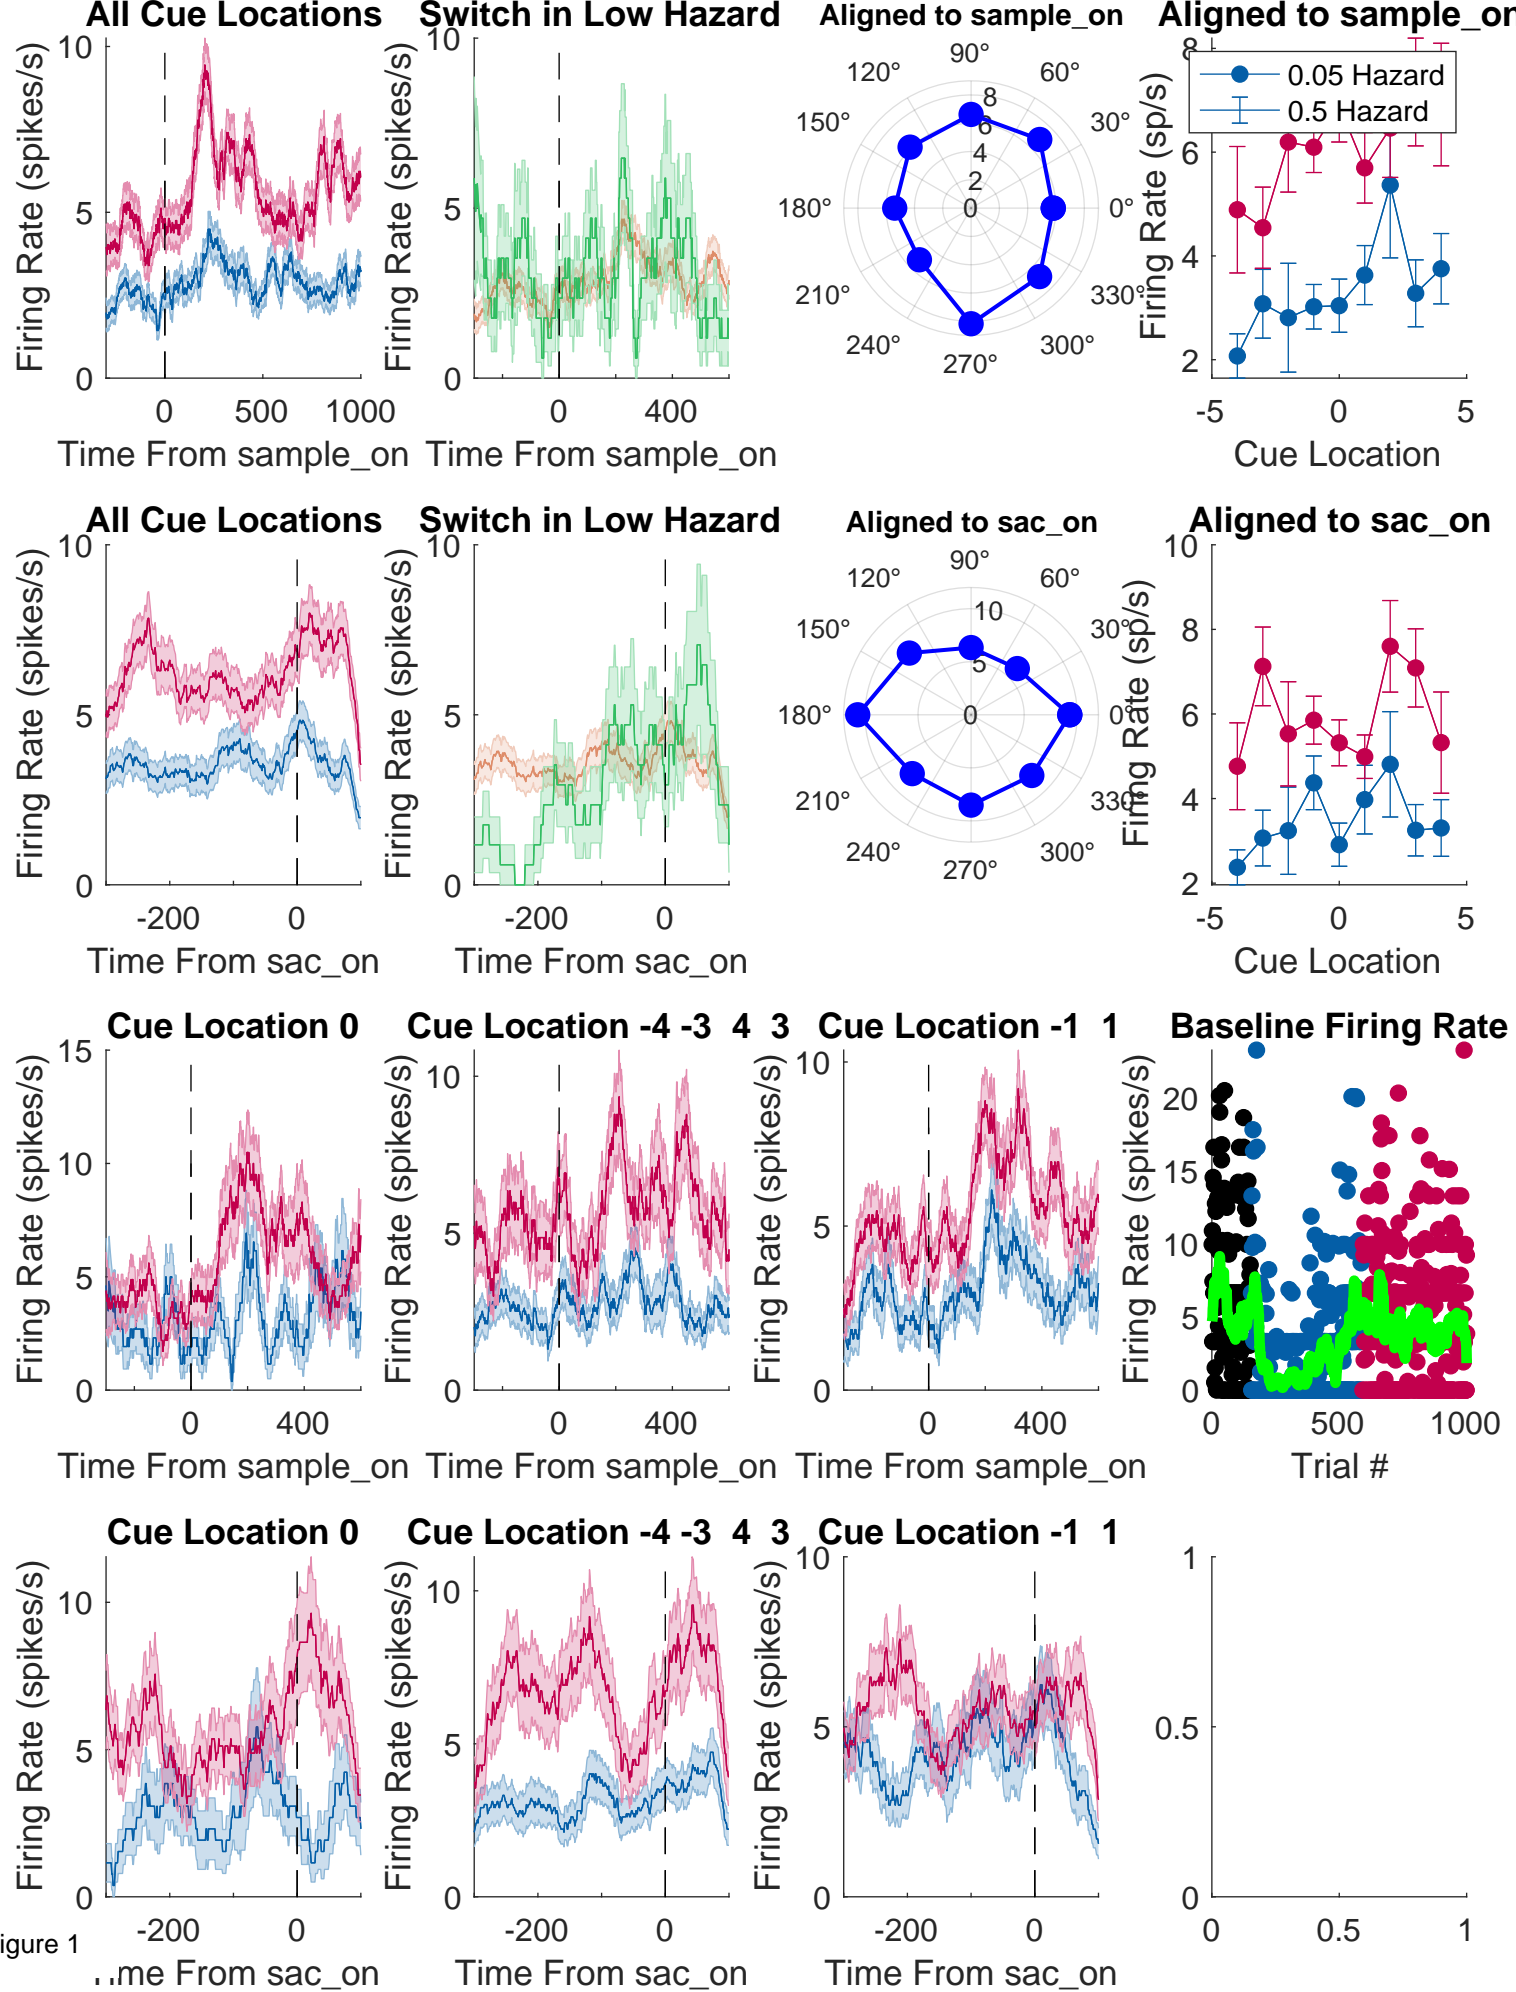 All Cue Locations
Firing Rate (spikes/s)
10
5
0
0 500 1000
Time From sample_on
Switch in Low Hazard
Firing Rate (spikes/s)
10
5
0
0 400
Time From sample_on
Aligned to sample_on
90°
120° 60°
150° 30°
180° 0°
210° 330°
240° 300°
270°
8
6
4
2
0
Aligned to sample_on
Firing Rate (sp/s)
8
6
4
2
0.05 Hazard
0.5 Hazard
-5 0 5
Cue Location
All Cue Locations
Firing Rate (spikes/s)
10
5
0
-200 0
Time From sac_on
Switch in Low Hazard
Firing Rate (spikes/s)
10
5
0
-200 0
Time From sac_on
Aligned to sac_on
90°
120° 60°
150° 30°
180° 0°
210° 330°
240° 300°
270°
10
5
0
Aligned to sac_on
Firing Rate (sp/s)
10
8
6
4
2
-5 0 5
Cue Location
Cue Location 0
Firing Rate (spikes/s)
15
10
5
0
0 400
Time From sample_on
Cue Location -4 -3 4 3
Firing Rate (spikes/s)
10
5
0
0 400
Time From sample_on
Cue Location -1 1
Firing Rate (spikes/s)
10
5
0
0 400
Time From sample_on
Baseline Firing Rate
Firing Rate (spikes/s)
20
15
10
5
0
0 500 1000
Trial #
Cue Location 0
Firing Rate (spikes/s)
10
5
0
-200 0
Time From sac_on
Cue Location -4 -3 4 3
Firing Rate (spikes/s)
10
5
0
-200 0
Time From sac_on
Cue Location -1 1
Firing Rate (spikes/s)
10
5
0
-200 0
Time From sac_on
1
0.5
0
0 0.5 1
igure 1